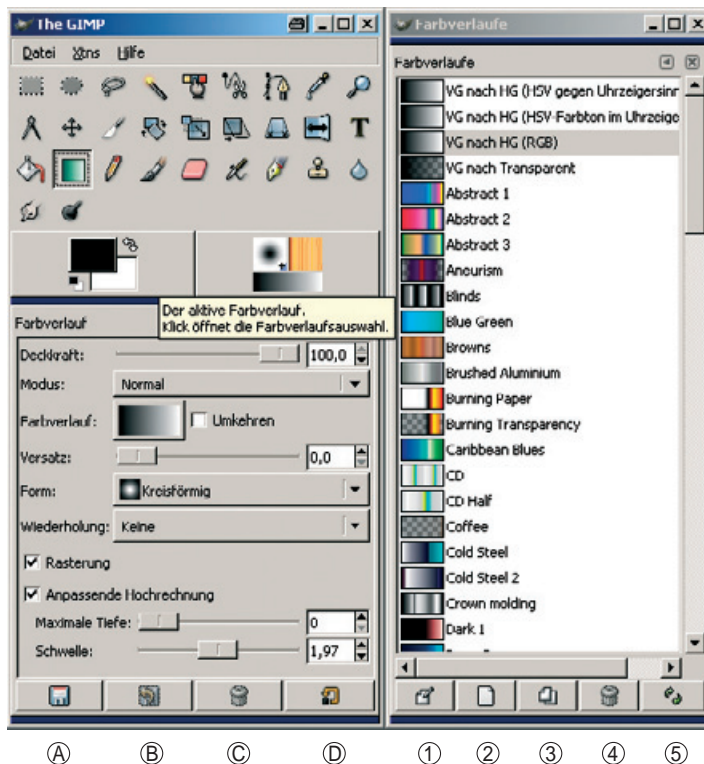 The GIMP
Datei Xtns Hilfe
Der aktive Farbverlauf.
Klick öffnet die Farbverlaufsauswahl.
Farbverlauf
Deckkraft: 100,0
Modus: Normal
Farbverlauf: Umkehren
Versatz: 0,0
Form: Kreisförmig
Wiederholung: Keine
Rasterung
Anpassende Hochrechnung
Maximale Tiefe: 0
Schwelle: 1,97
A B C D
Farbverläufe
Farbverläufe
VG nach HG (HSV gegen Uhrzeigersinn
VG nach HG (HSV-Farbton im Uhrzeige
VG nach HG (RGB)
VG nach Transparent
Abstract 1
Abstract 2
Abstract 3
Aneurism
Blinds
Blue Green
Browns
Brushed Aluminium
Burning Paper
Burning Transparency
Caribbean Blues
CD
CD Half
Coffee
Cold Steel
Cold Steel 2
Crown molding
Dark 1
1 2 3 4 5